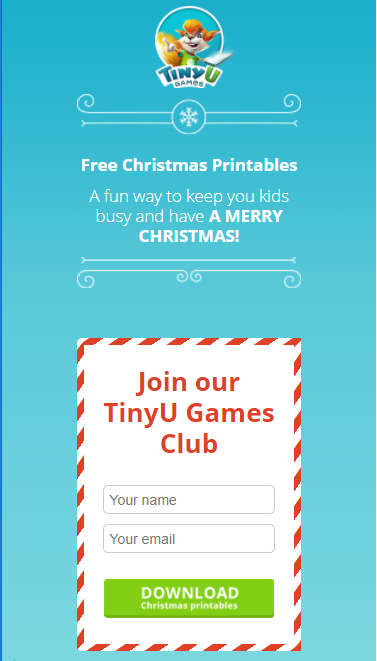 TINYU
GAMES
Free Christmas Printables
A fun way to keep you kids
busy and have A MERRY
CHRISTMAS!
Join our
TinyU Games
Club
Your name
Your email
DOWNLOAD
Christmas printables